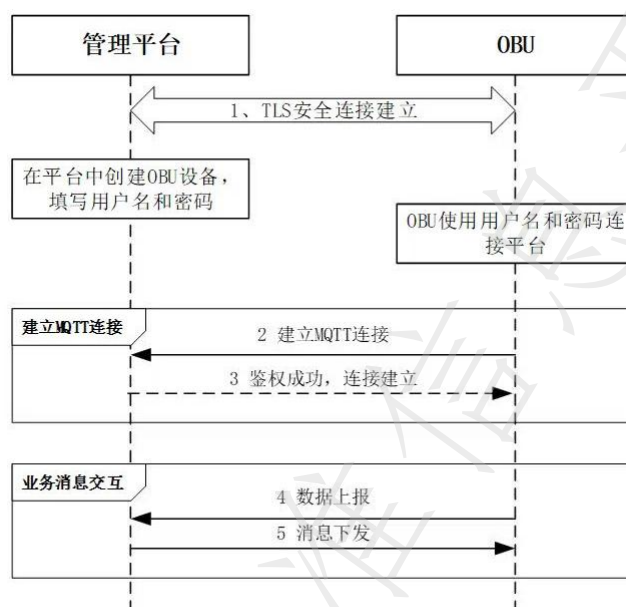 管理平台
OBU
1、TLS安全连接建立
在平台中创建OBU设备，
填写用户名和密码
OBU使用用户名和密码连
接平台
建立MQTT连接
2 建立MQTT连接
3 鉴权成功，连接建立
业务消息交互
4 数据上报
5 消息下发